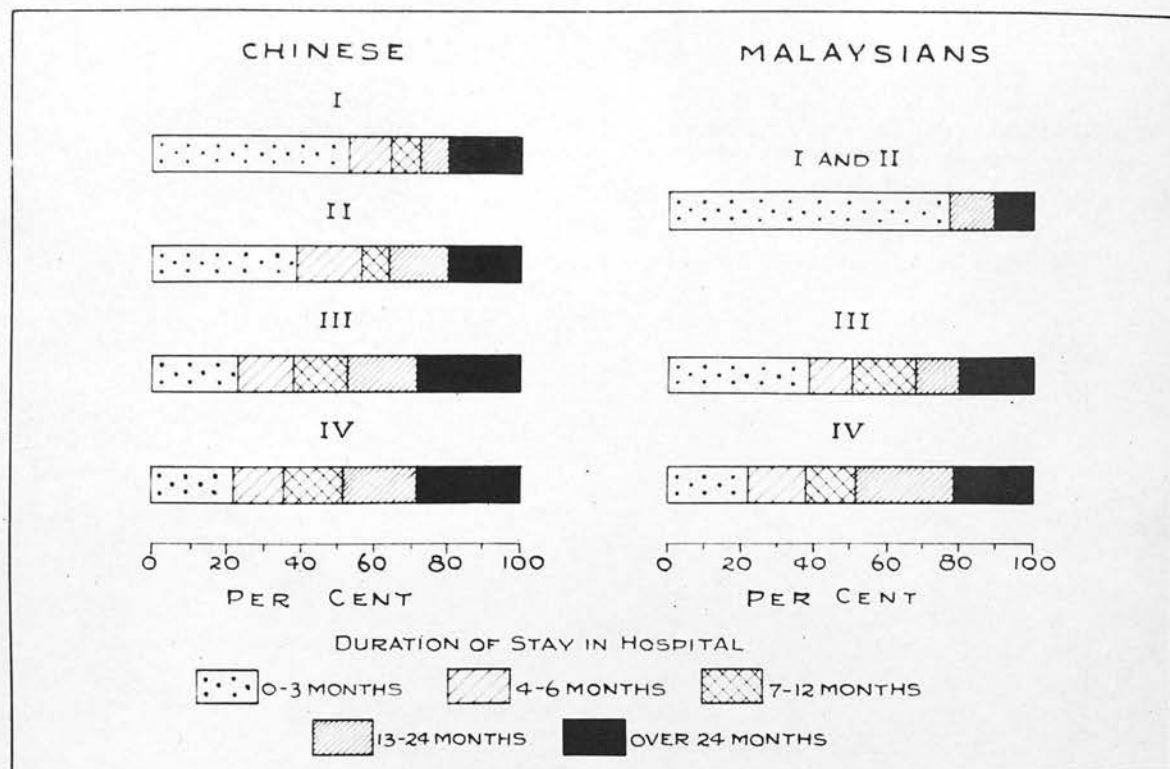 CHINESE
MALAYSIANS
I
I AND II
II
III
III
IV
IV
0 20 40 60 80 100
0 20 40 60 80 100
PER CENT
PER CENT
DURATION OF STAY IN HOSPITAL
0-3 MONTHS
4-6 MONTHS
7-12 MONTHS
13-24 MONTHS
OVER 24 MONTHS